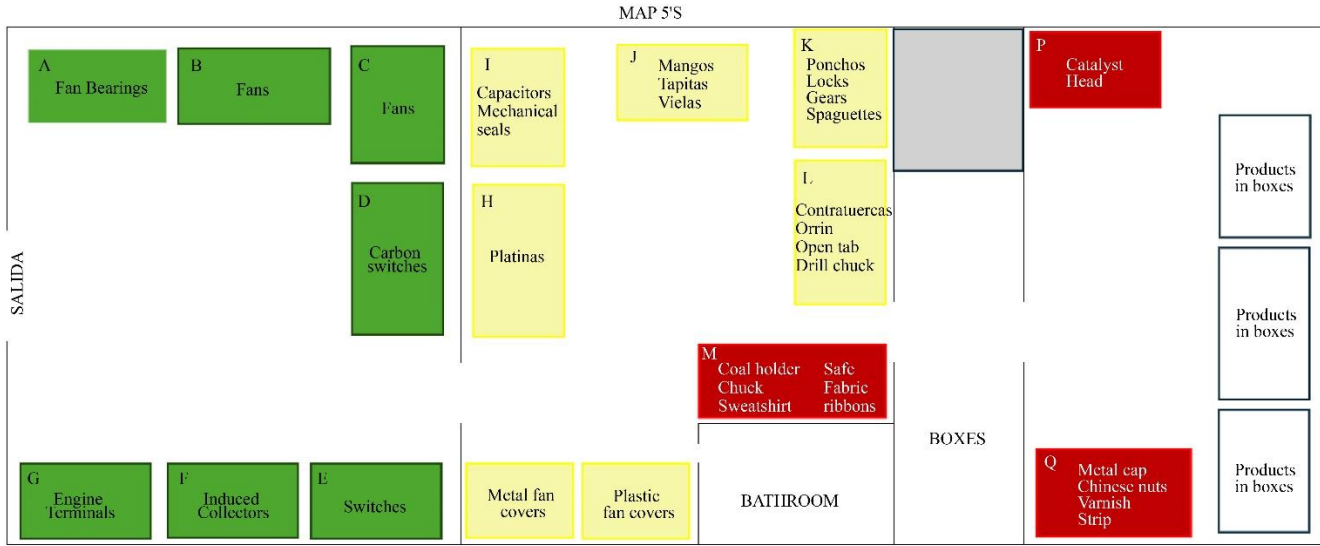 MAP 5'S
A
Fan Bearings
B
Fans
C
Fans
I
Capacitors
Mechanical
seals
J
Mangos
Tapitas
Vielas
K
Ponchos
Locks
Gears
Spaguettes
P
Catalyst
Head
Products
in boxes
SALIDA
D
Carbon
switches
H
Platinas
L
Contratuercas
Orrin
Open tab
Drill chuck
Products
in boxes
M
Coal holder
Chuck
Sweatshirt
Safe
Fabric
ribbons
BOXES
G
Engine
Terminals
F
Induced
Collectors
E
Switches
Metal fan
covers
Plastic
fan covers
BATHROOM
Q
Metal cap
Chinese nuts
Varnish
Strip
Products
in boxes